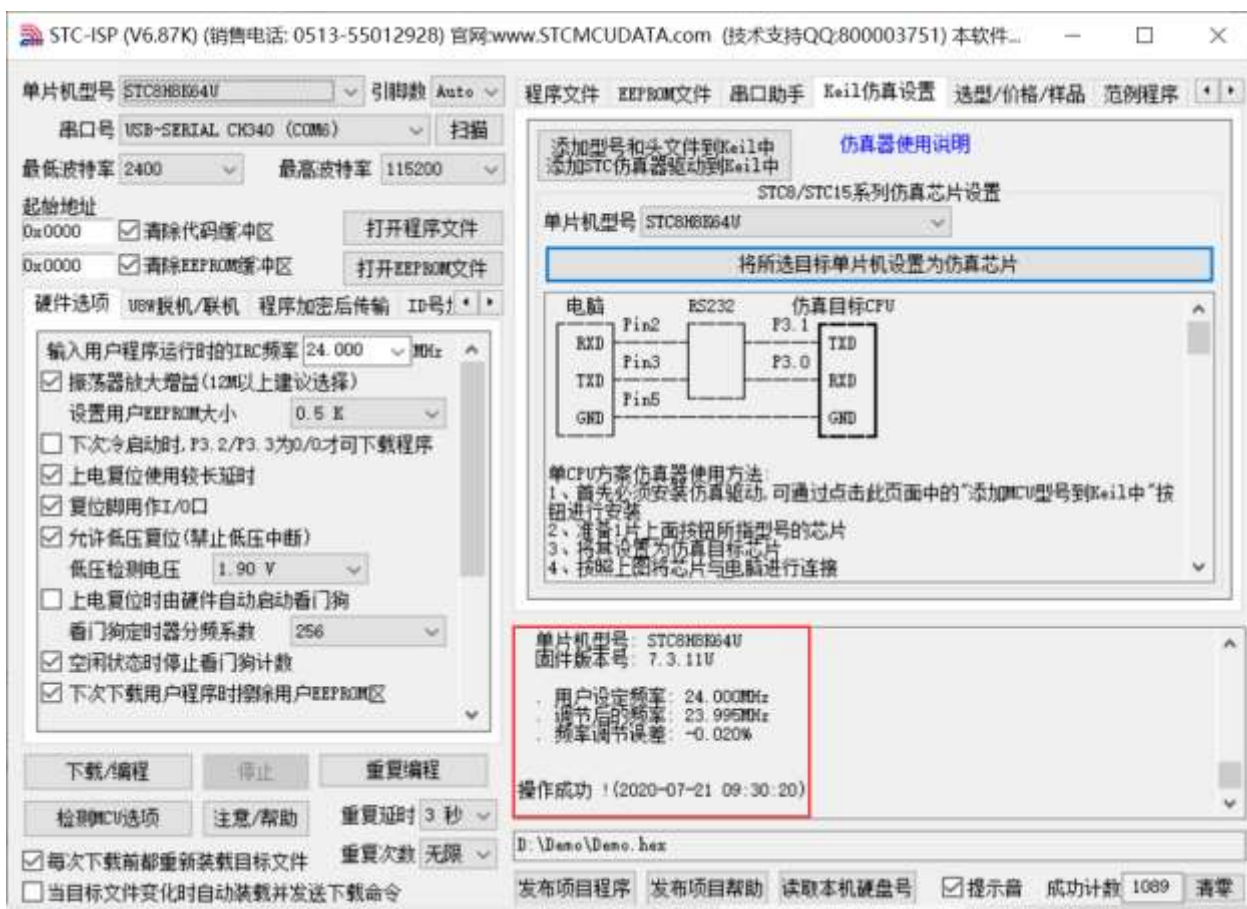 STC-ISP (V6.87K) (销售电话: 0513-55012928) 官网:www.STCMCUDATA.com (技术支持QQ:800003751) 本软件...
单片机型号 STC8H8K64U 引脚数 Auto
串口号 USB-SERIAL CH340 (COM6) 扫描
最低波特率 2400 最高波特率 115200
起始地址
0x0000 清除代码缓冲区 打开程序文件
0x0000 清除EEPROM缓冲区 打开EEPROM文件
硬件选项 U8W脱机/联机 程序加密后传输 ID号
输入用户程序运行时的IRC频率 24.000 MHz
振荡器放大增益(12M以上建议选择)
设置用户EEPROM大小 0.5 K
下次冷启动时,P3.2/P3.3为0/0才可下载程序
上电复位使用较长延时
复位脚用作I/O口
允许低压复位(禁止低压中断)
低压检测电压 1.90 V
上电复位时由硬件自动启动看门狗
看门狗定时器分频系数 256
空闲状态时停止看门狗计数
下次下载用户程序时擦除用户EEPROM区
下载/编程 停止 重复编程
检测MCU选项 注意/帮助 重复延时 3 秒
每次下载前都重新装载目标文件 重复次数 无限
当目标文件变化时自动装载并发送下载命令
程序文件 EEPROM文件 串口助手 Keil仿真设置 选型/价格/样品 范例程序
添加型号和头文件到Keil中
添加STC仿真器驱动到Keil中
仿真器使用说明
STC8/STC15系列仿真芯片设置
单片机型号 STC8H8K64U
将所选目标单片机设置为仿真芯片
电脑 RS232 仿真目标CPU
Pin2 P3.1
RXD TXD
Pin3 P3.0
TXD RXD
Pin5
GND GND
单CPU方案仿真器使用方法:
1、首先必须安装仿真驱动,可通过点击此页面中的"添加MCU型号到Keil中"按
钮进行安装
2、准备1片上面按钮所指型号的芯片
3、将其设置为仿真目标芯片
4、按照上图将芯片与电脑进行连接
单片机型号: STC8H8K64U
固件版本号: 7.3.11U
. 用户设定频率: 24.000MHz
. 调节后的频率: 23.995MHz
. 频率调节误差: -0.020%
操作成功 !(2020-07-21 09:30:20)
D:\Demo\Demo.hex
发布项目程序 发布项目帮助 读取本机硬盘号 提示音 成功计数 1089 清零